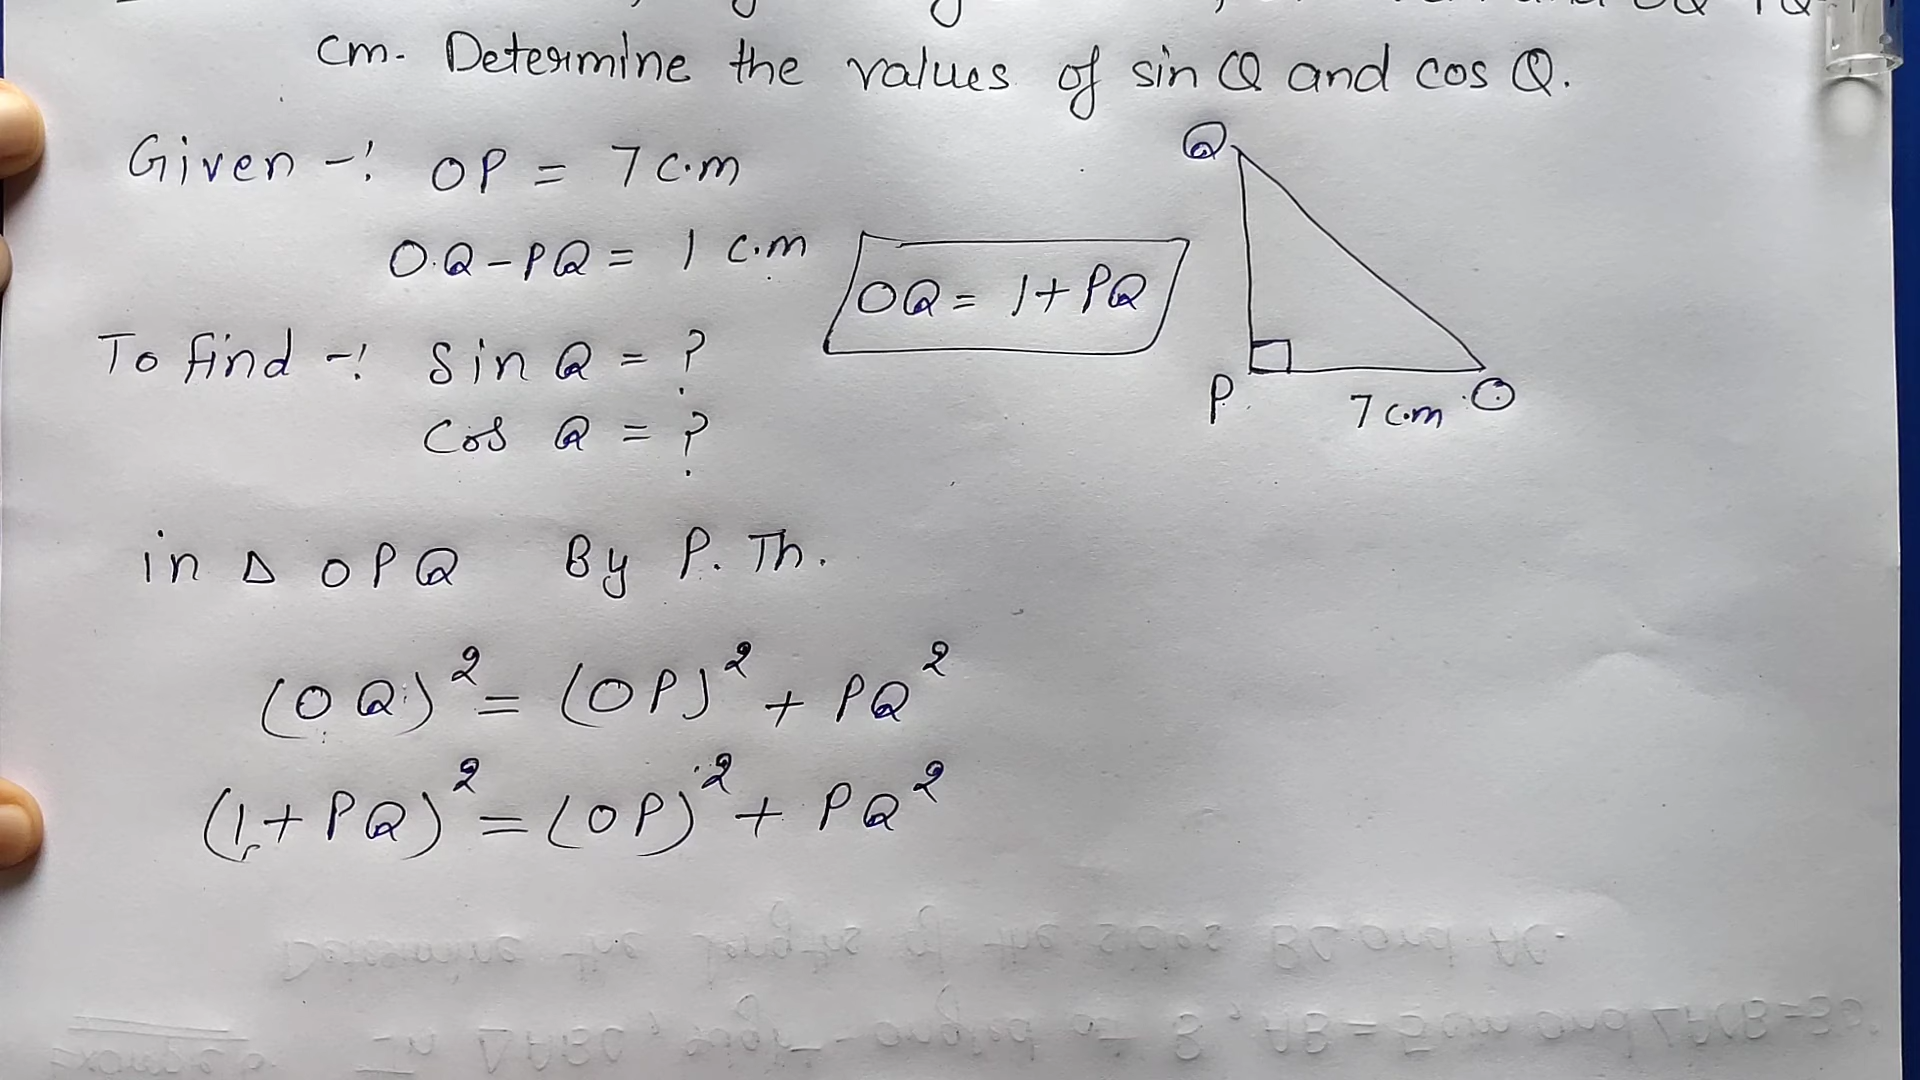 cm. Determine the values of sin Q and cos Q.
Given -: OP = 7 c.m
OQ - PQ = 1 c.m
OQ = 1 + PQ
To find -: Sin Q = ?
Cos Q = ?
Q
P 7 c.m O
in Δ OPQ By P. Th.
(OQ)² = (OP)² + PQ²
(1 + PQ)² = (OP)² + PQ²